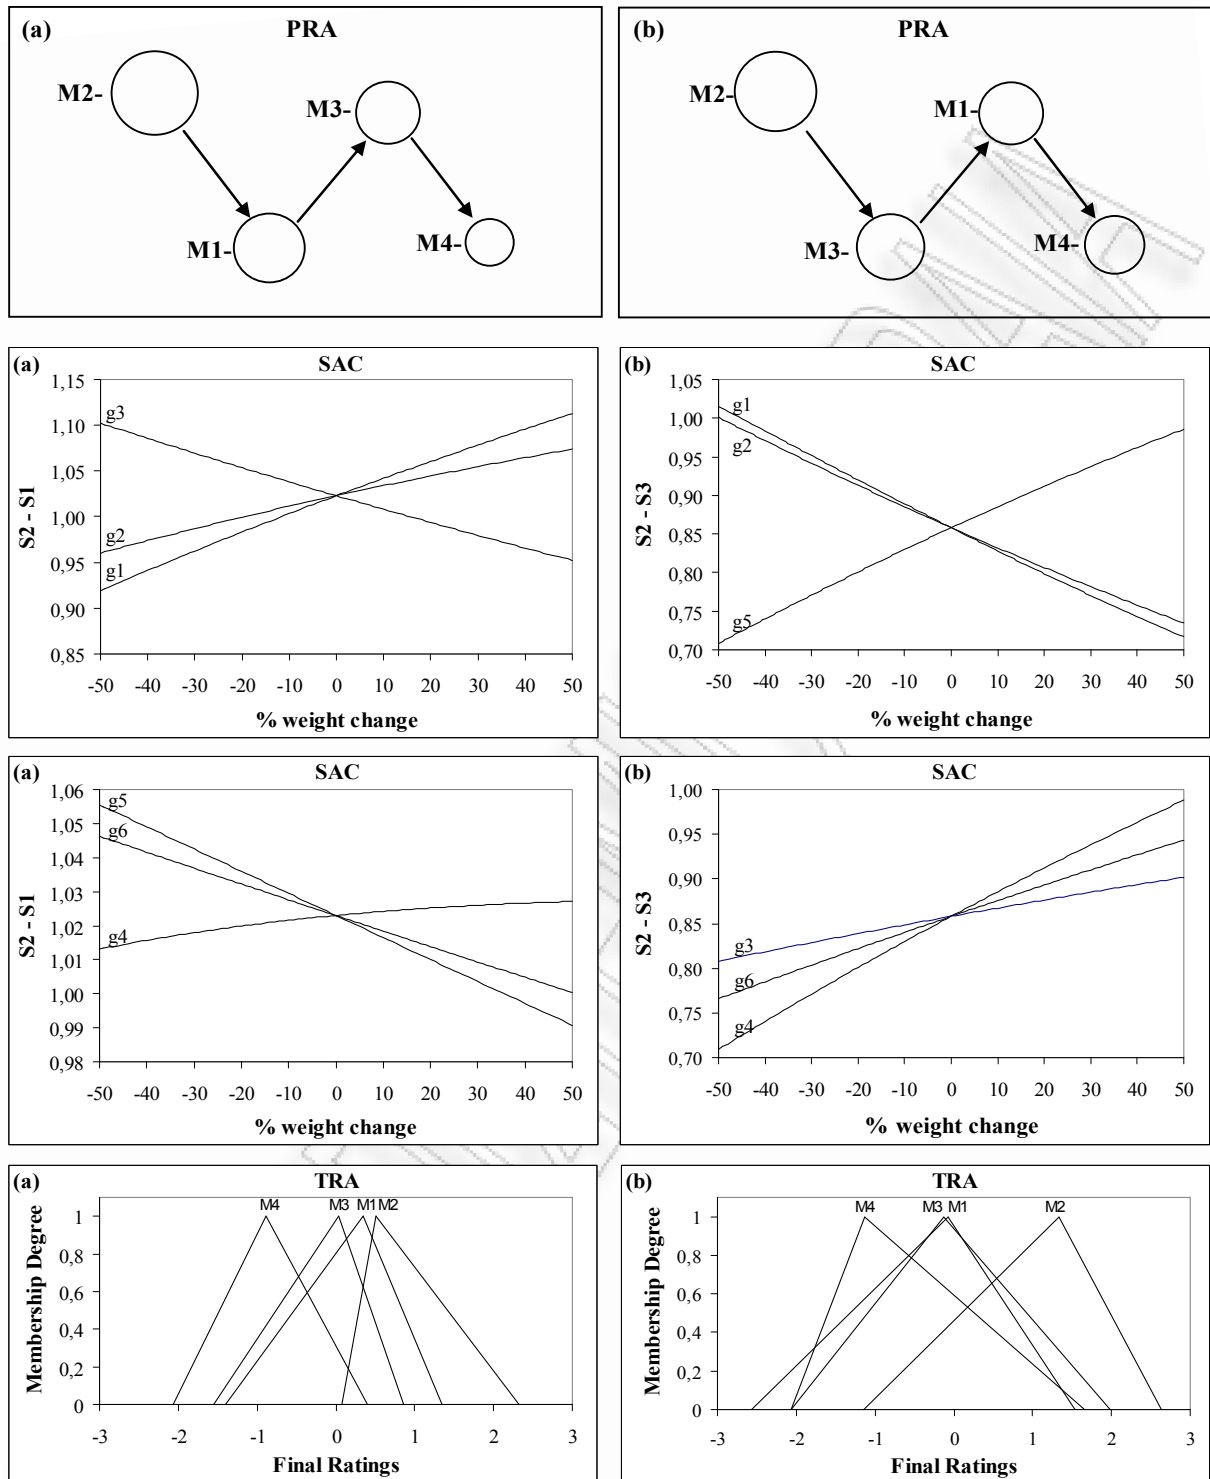 (a) PRA
M2-
M3-
M1-
M4-
(b) PRA
M2-
M1-
M3-
M4-
(a) SAC
1,15
1,10
1,05
1,00
0,95
0,90
0,85
S2 - S1
g3
g2
g1
-50 -40 -30 -20 -10 0 10 20 30 40 50
% weight change
(b) SAC
1,05
1,00
0,95
0,90
0,85
0,80
0,75
0,70
S2 - S3
g1
g2
g5
-50 -40 -30 -20 -10 0 10 20 30 40 50
% weight change
(a) SAC
1,06
1,05
1,04
1,03
1,02
1,01
1,00
0,99
0,98
S2 - S1
g5
g6
g4
-50 -40 -30 -20 -10 0 10 20 30 40 50
% weight change
(b) SAC
1,00
0,95
0,90
0,85
0,80
0,75
0,70
S2 - S3
g3
g6
g4
-50 -40 -30 -20 -10 0 10 20 30 40 50
% weight change
(a) TRA
M4 M3 M1 M2
1
0,8
0,6
0,4
0,2
0
Membership Degree
-3 -2 -1 0 1 2 3
Final Ratings
(b) TRA
M4 M3 M1 M2
1
0,8
0,6
0,4
0,2
0
Membership Degree
-3 -2 -1 0 1 2 3
Final Ratings